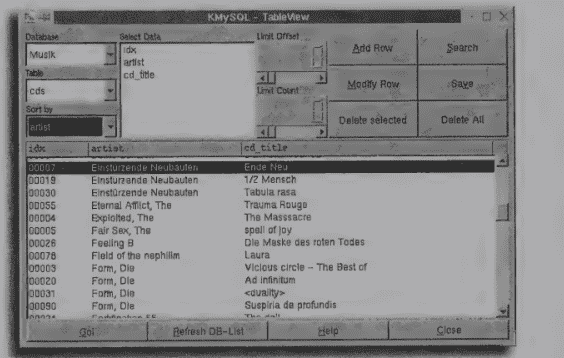 KMySQL - TableView
Database
Musik
Table
cds
Sort by
artist
Select Data
idx
artist
cd_title
Limit Offset
Limit Count
Add Row
Search
Modify Row
Save
Delete selected
Delete All
idx artist cd_title
00007 Einsturzende Neubauten Ende Neu
00019 Einsturzende Neubauten 1/2 Mensch
00030 Einstürzende Neubauten Tabula rasa
00055 Eternal Afflict, The Trauma Rouge
00004 Exploited, The The Masssacre
00005 Fair Sex, The spell of joy
00026 Feeling B Die Maske des roten Todes
00078 Field of the nephilim Laura
00003 Form, Die Vicious circle – The Best of
00020 Form, Die Ad infinitum
00031 Form, Die <duality>
00090 Form, Die Suspiria de profundis
Go!
Refresh DB-List
Help
Close